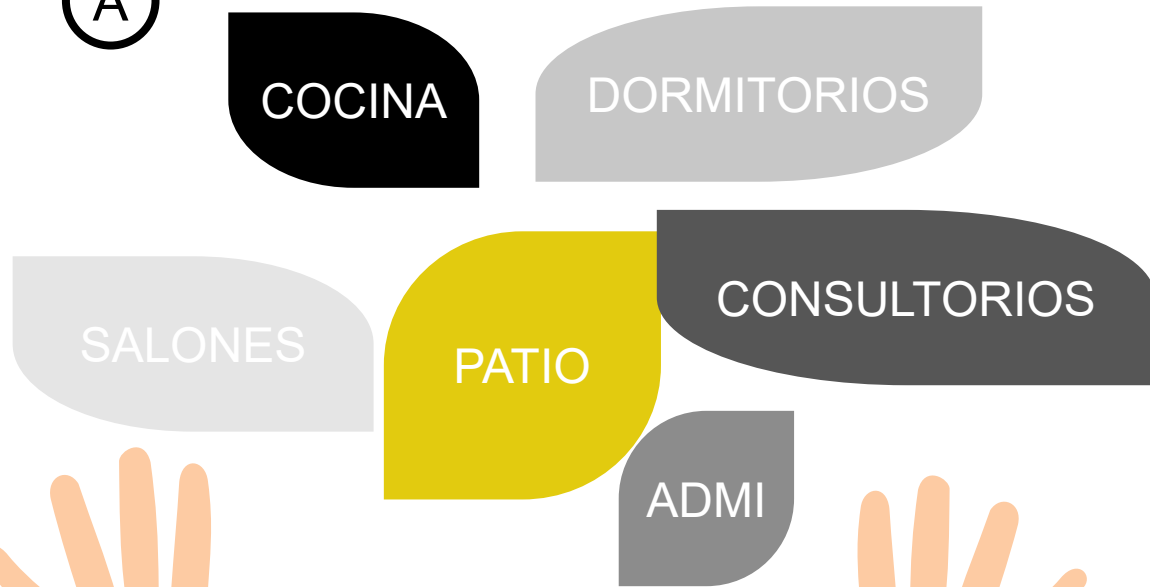 A
COCINA
DORMITORIOS
CONSULTORIOS
SALONES
PATIO
ADMI